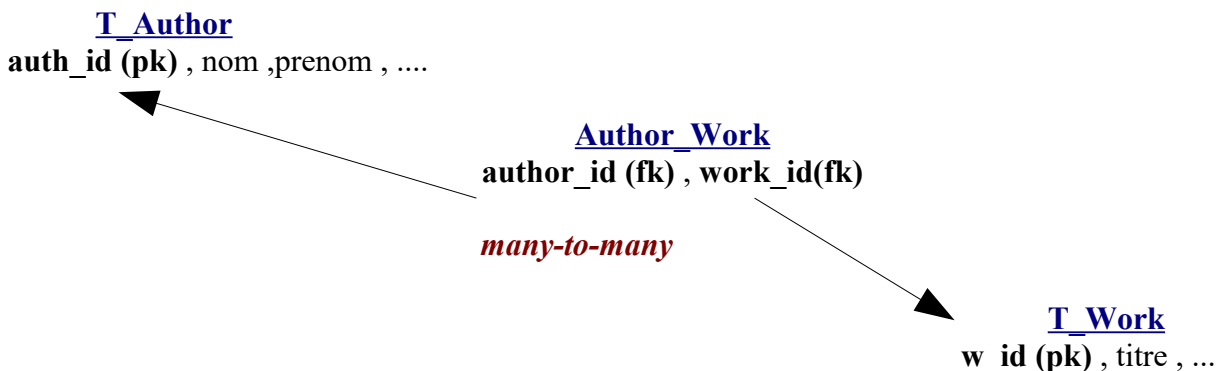 T_Author
auth_id (pk) , nom ,prenom , ....
Author_Work
author_id (fk) , work_id(fk)
many-to-many
T_Work
w_id (pk) , titre , ...